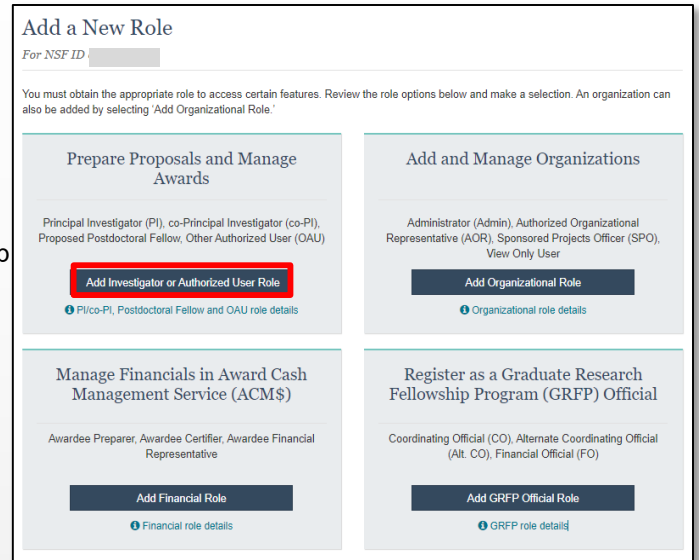 Add a New Role
For NSF ID
You must obtain the appropriate role to access certain features. Review the role options below and make a selection. An organization can
also be added by selecting 'Add Organizational Role.'
Prepare Proposals and Manage
Awards
Principal Investigator (PI), co-Principal Investigator (co-PI),
Proposed Postdoctoral Fellow, Other Authorized User (OAU)
Add Investigator or Authorized User Role
PI/co-PI, Postdoctoral Fellow and OAU role details
Add and Manage Organizations
Administrator (Admin), Authorized Organizational
Representative (AOR), Sponsored Projects Officer (SPO),
View Only User
Add Organizational Role
Organizational role details
Manage Financials in Award Cash
Management Service (ACM$)
Awardee Preparer, Awardee Certifier, Awardee Financial
Representative
Add Financial Role
Financial role details
Register as a Graduate Research
Fellowship Program (GRFP) Official
Coordinating Official (CO), Alternate Coordinating Official
(Alt. CO), Financial Official (FO)
Add GRFP Official Role
GRFP role details